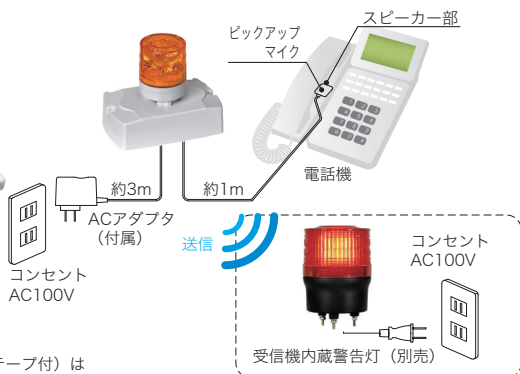 スピーカー部
ピックアップ
マイク
電話機
約3m
約1m
ACアダプタ
（付属）
コンセント
AC100V
送信
コンセント
AC100V
受信機内蔵警告灯（別売）
テープ付）は